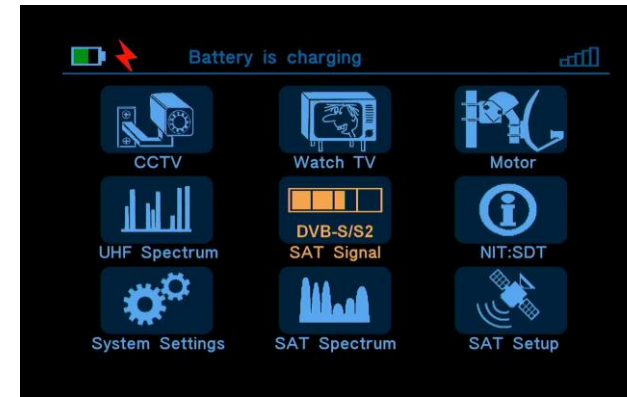 Battery is charging
CCTV
Watch TV
Motor
UHF Spectrum
DVB-S/S2
SAT Signal
NIT:SDT
System Settings
SAT Spectrum
SAT Setup